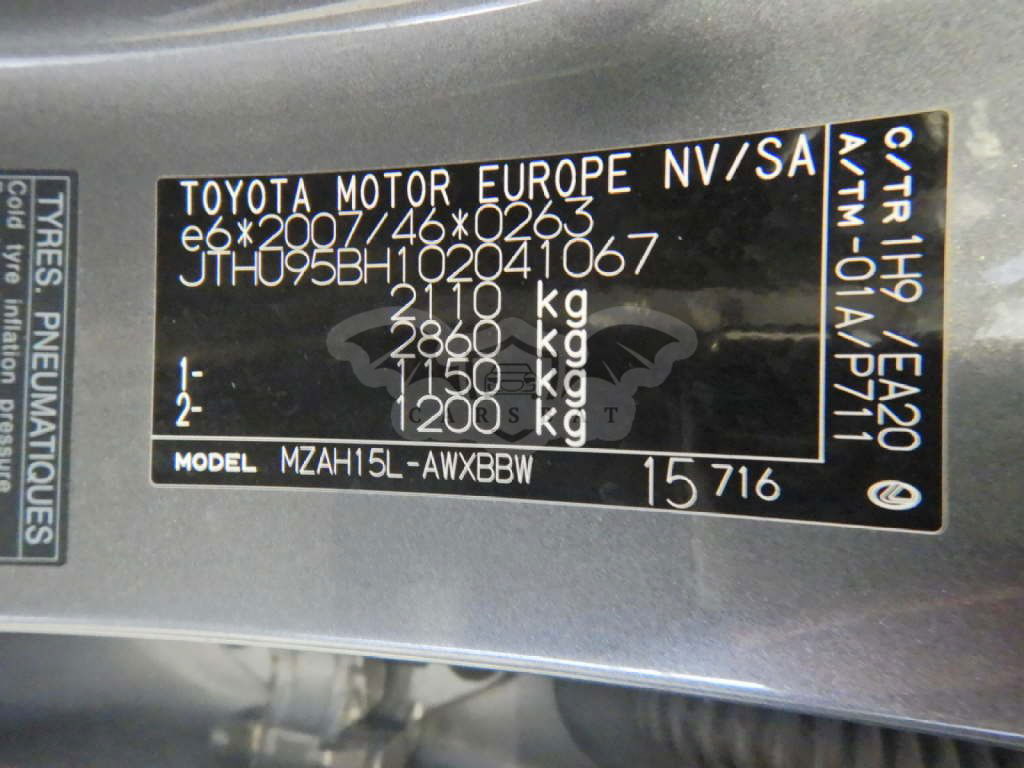 TYRES. PNEUMATIQUES
Cold tyre inflation pressure
TOYOTA MOTOR EUROPE NV/SA
e6*2007/46*0263
JTHU95BH102041067
2110 kg
2860 kg
1- 1150 kg
2- 1200 kg
MODEL MZAH15L-AWXBBW 15 716
C/TR 1H9 /EA20
A/TM-01A/P711